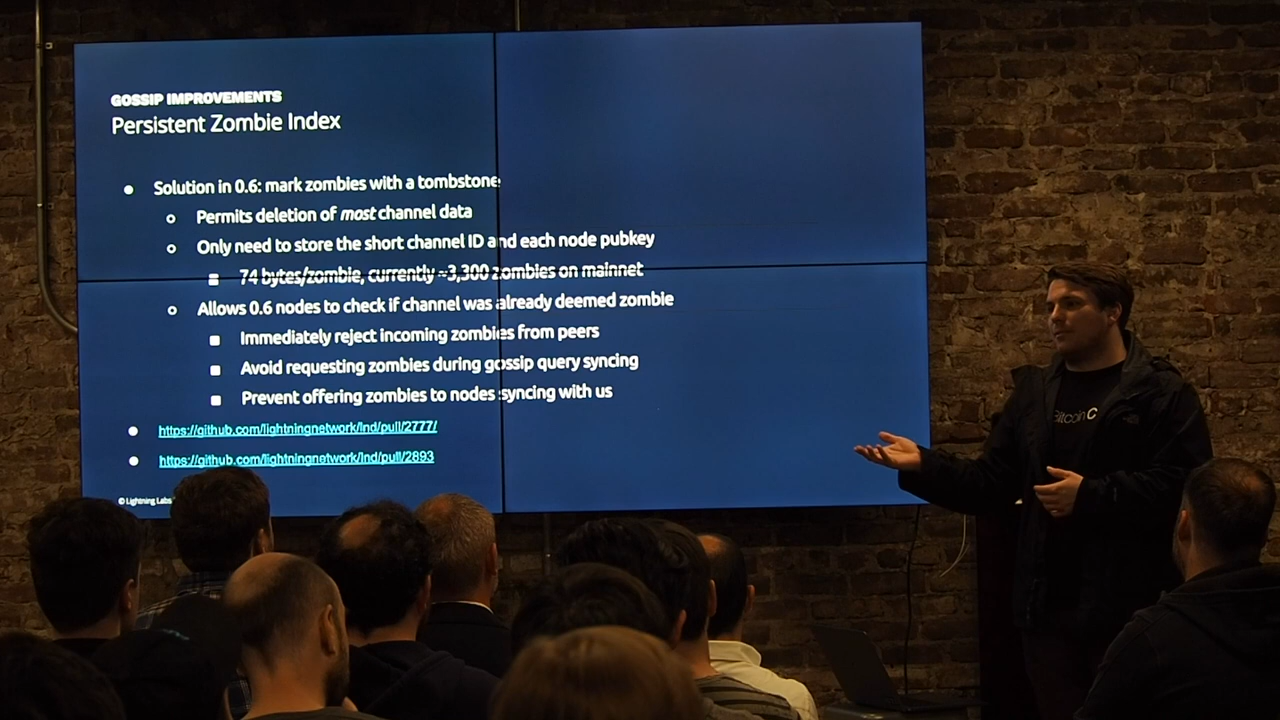 GOSSIP IMPROVEMENTS
Persistent Zombie Index
Solution in 0.6: mark zombies with a tombstone
Permits deletion of most channel data
Only need to store the short channel ID and each node pubkey
74 bytes/zombie, currently ~3,300 zombies on mainnet
Allows 0.6 nodes to check if channel was already deemed zombie
Immediately reject incoming zombies from peers
Avoid requesting zombies during gossip query syncing
Prevent offering zombies to nodes syncing with us
https://github.com/lightningnetwork/lnd/pull/2777/
https://github.com/lightningnetwork/lnd/pull/2893
© Lightning Labs
Bitcoin C